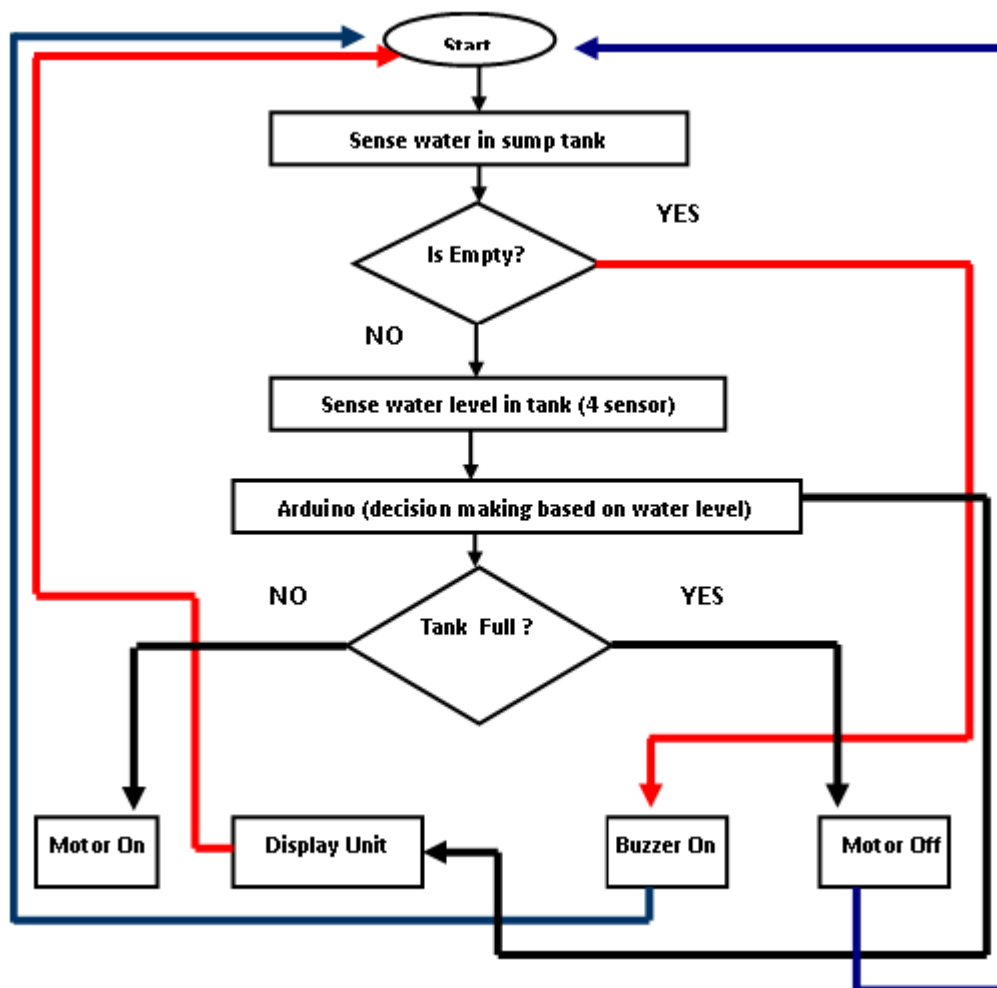 Start
Sense water in sump tank
YES
Is Empty?
NO
Sense water level in tank (4 sensor)
Arduino (decision making based on water level)
NO
YES
Tank Full ?
Motor On
Display Unit
Buzzer On
Motor Off